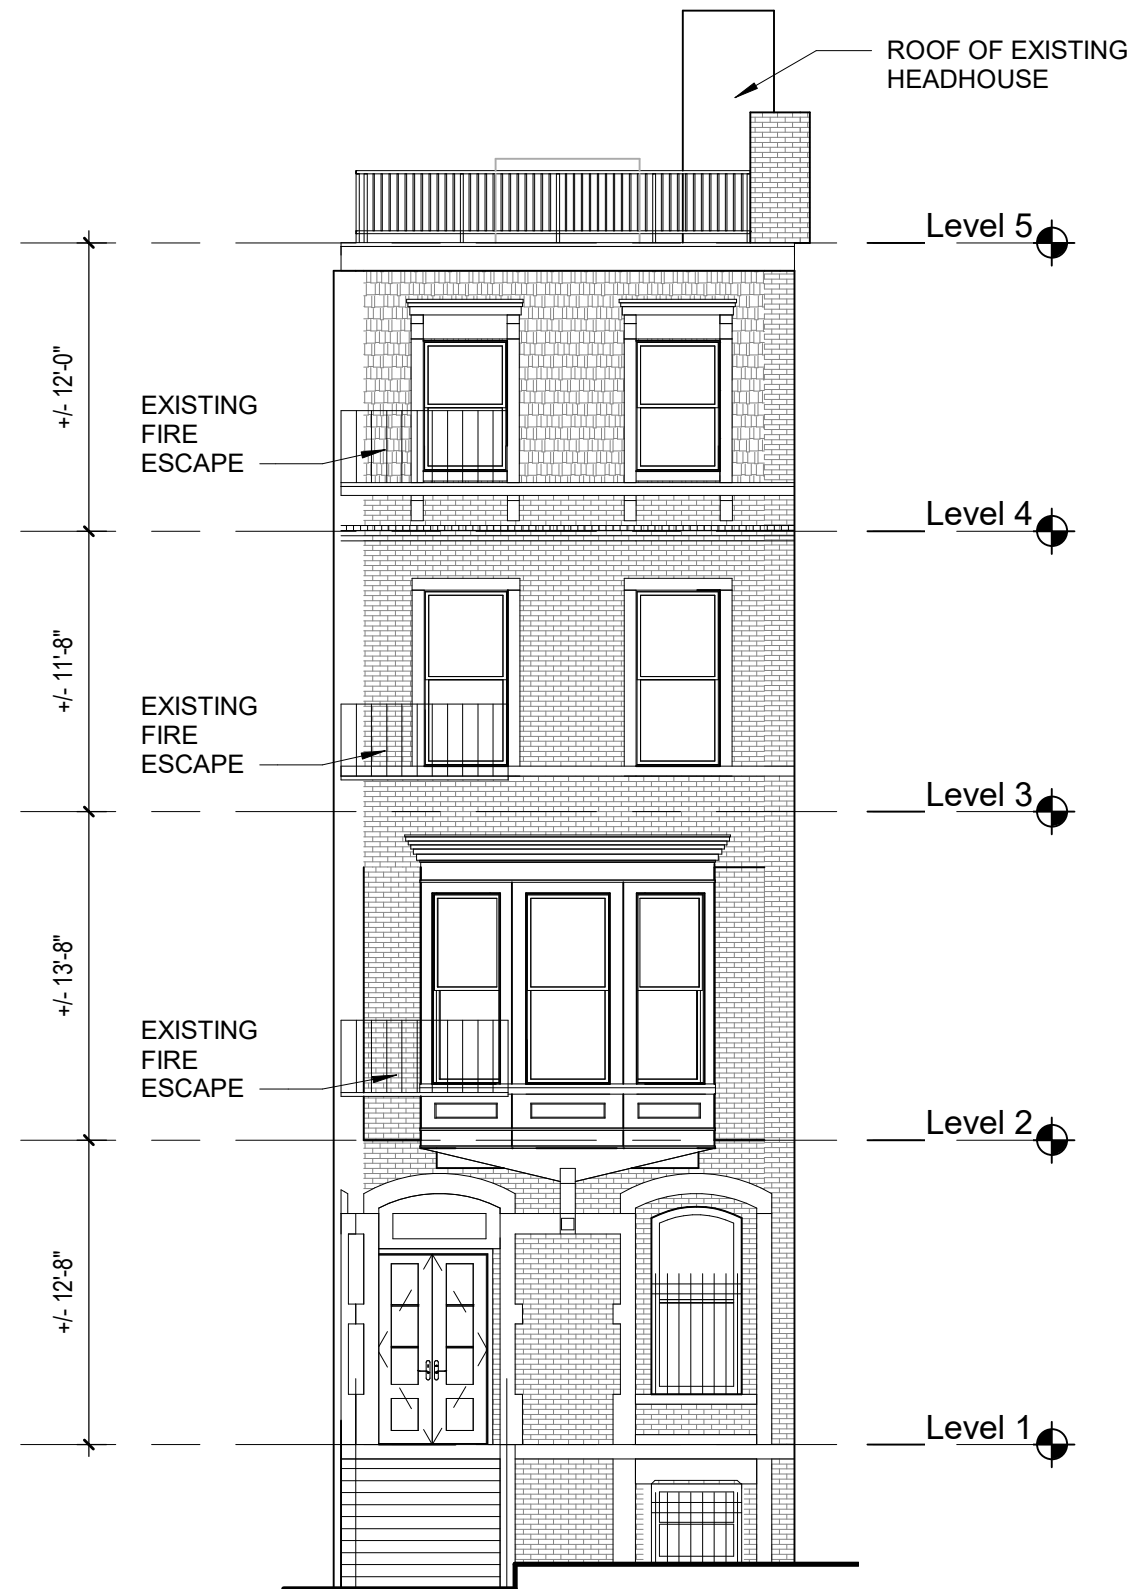 ROOF OF EXISTING
HEADHOUSE
Level 5
+/- 12'-0"
EXISTING
FIRE
ESCAPE
Level 4
+/- 11'-8"
EXISTING
FIRE
ESCAPE
Level 3
+/- 13'-8"
EXISTING
FIRE
ESCAPE
Level 2
+/- 12'-8"
Level 1